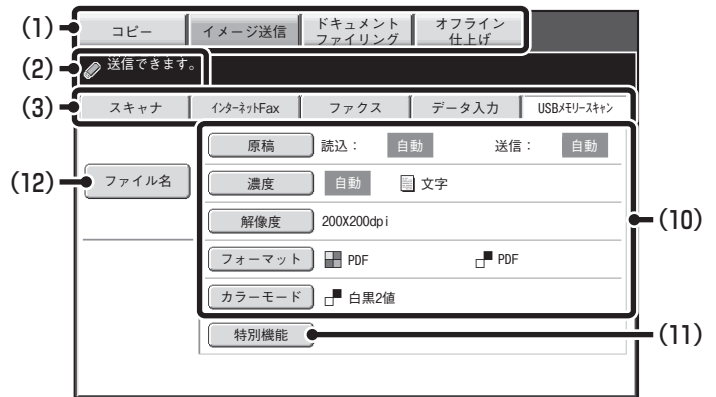 (1) コピー イメージ送信 ドキュメント ファイリング オフライン 仕上げ
(2) 送信できます。
(3) スキャナ インターネットFax ファクス データ入力 USBメモリースキャン
原稿 読込： 自動 送信： 自動
(12) ファイル名 濃度 自動 文字
解像度 200X200dpi (10)
フォーマット PDF PDF
カラーモード 白黒2値
特別機能 (11)